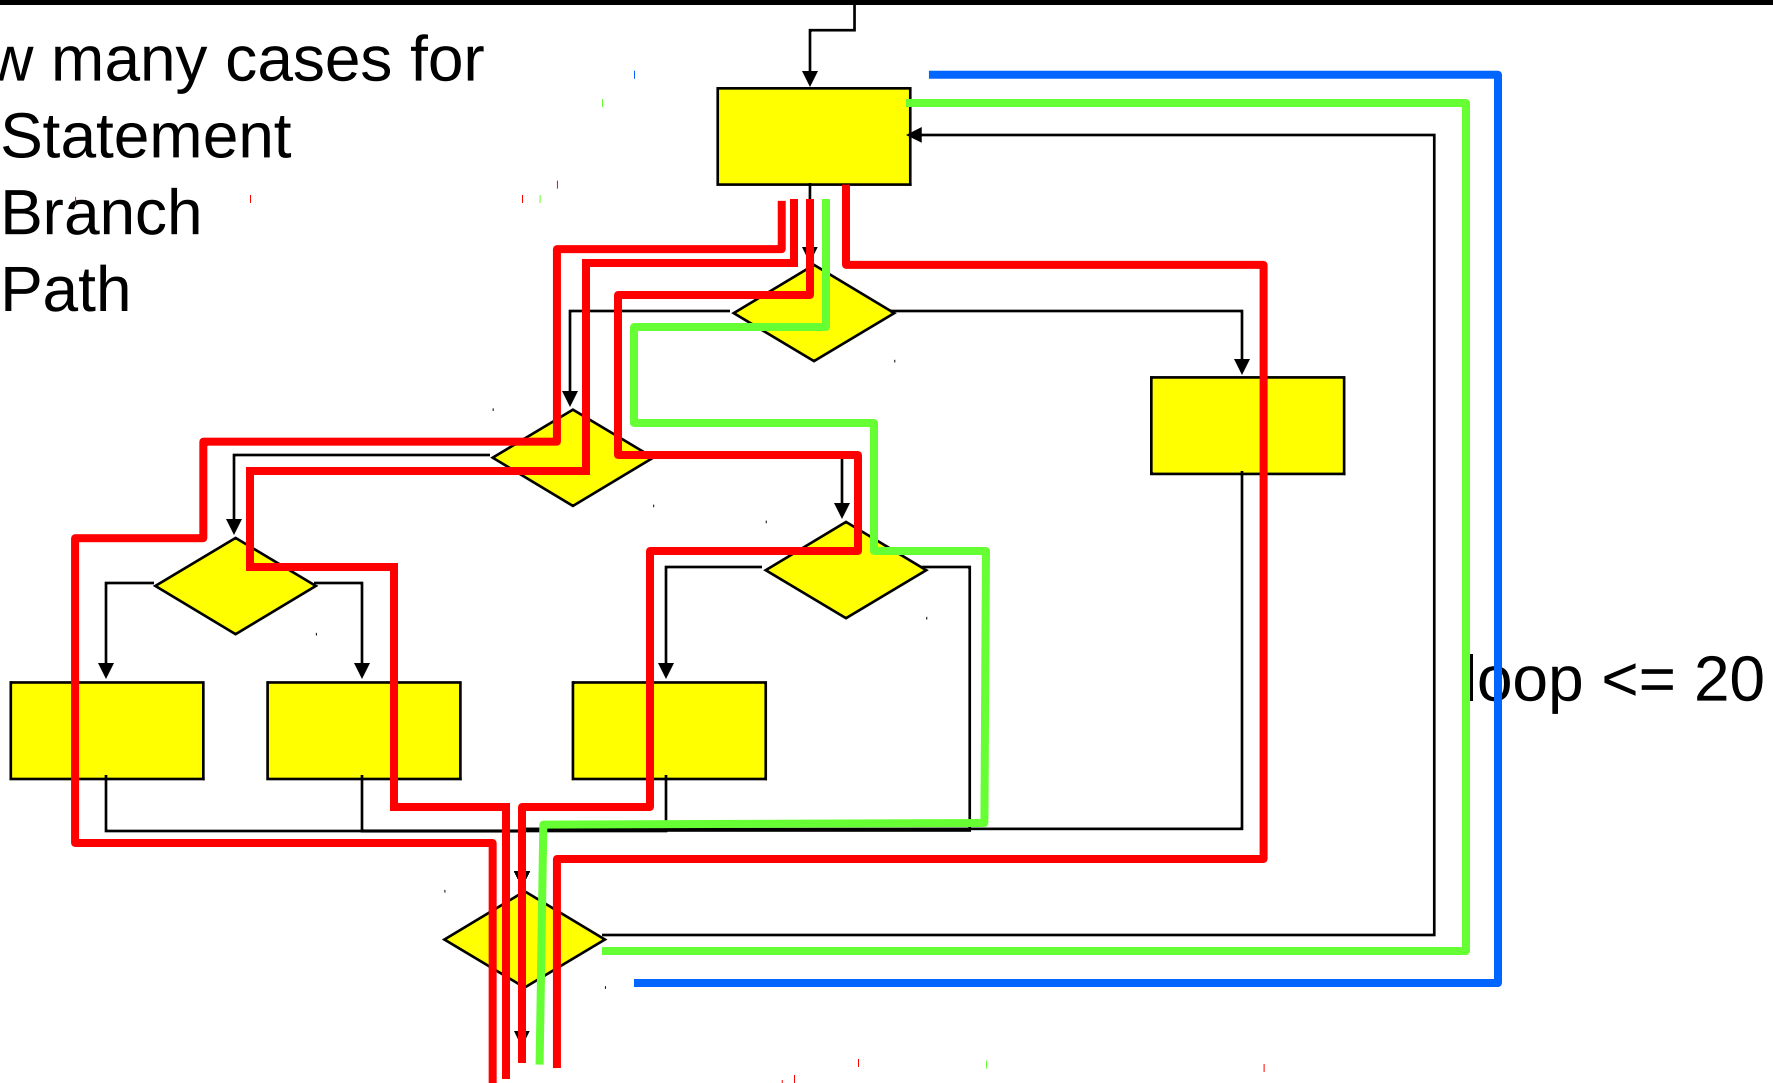 w many cases for
Statement
Branch
Path
loop <= 20